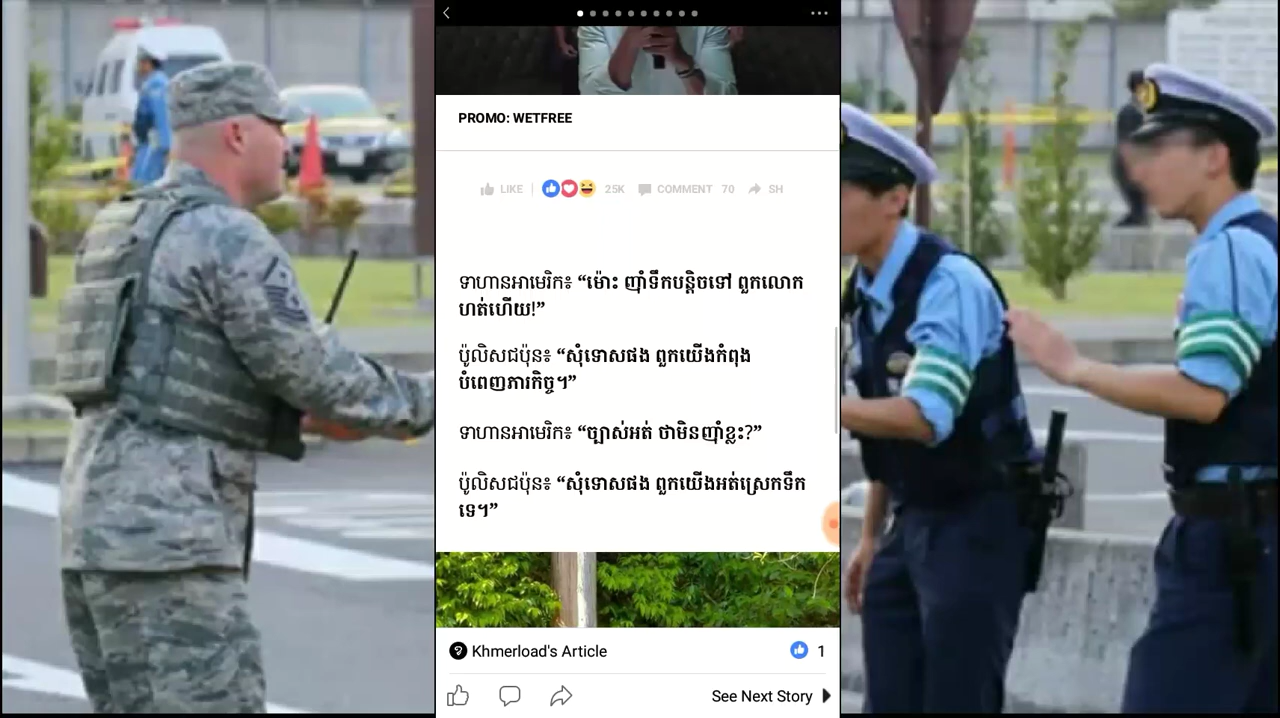 PROMO: WETFREE
LIKE 25K COMMENT 70 SH
ទាហានអាមេរិក៖ “ម៉ោះ ញ៉ាំទឹកបន្តិចទៅ ពួកលោក
ហត់ហើយ!”
ប៉ូលិសជប៉ុន៖ “សុំទោសផង ពួកយើងកំពុង
បំពេញភារកិច្ច។”
ទាហានអាមេរិក៖ “ច្បាស់អត់ ថាមិនញ៉ាំខ្លះ?”
ប៉ូលិសជប៉ុន៖ “សុំទោសផង ពួកយើងអត់ស្រេកទឹក
ទេ។”
Khmerload's Article 1
See Next Story